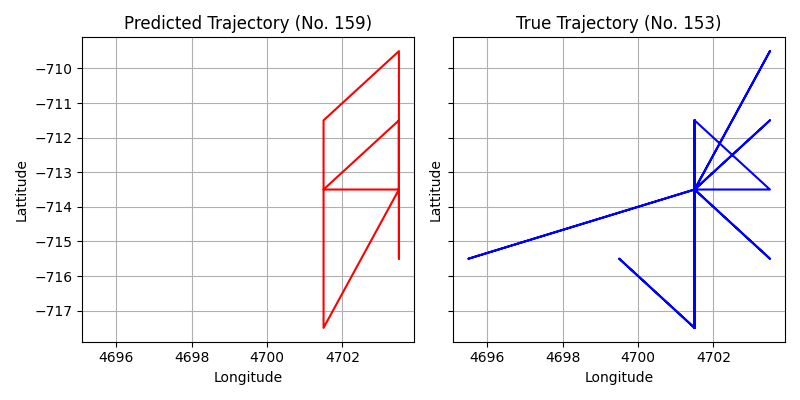 Predicted Trajectory (No. 159)
True Trajectory (No. 153)
Lattitude
−710
−711
−712
−713
−714
−715
−716
−717
4696
4698
4700
4702
Longitude
Lattitude
4696
4698
4700
4702
Longitude